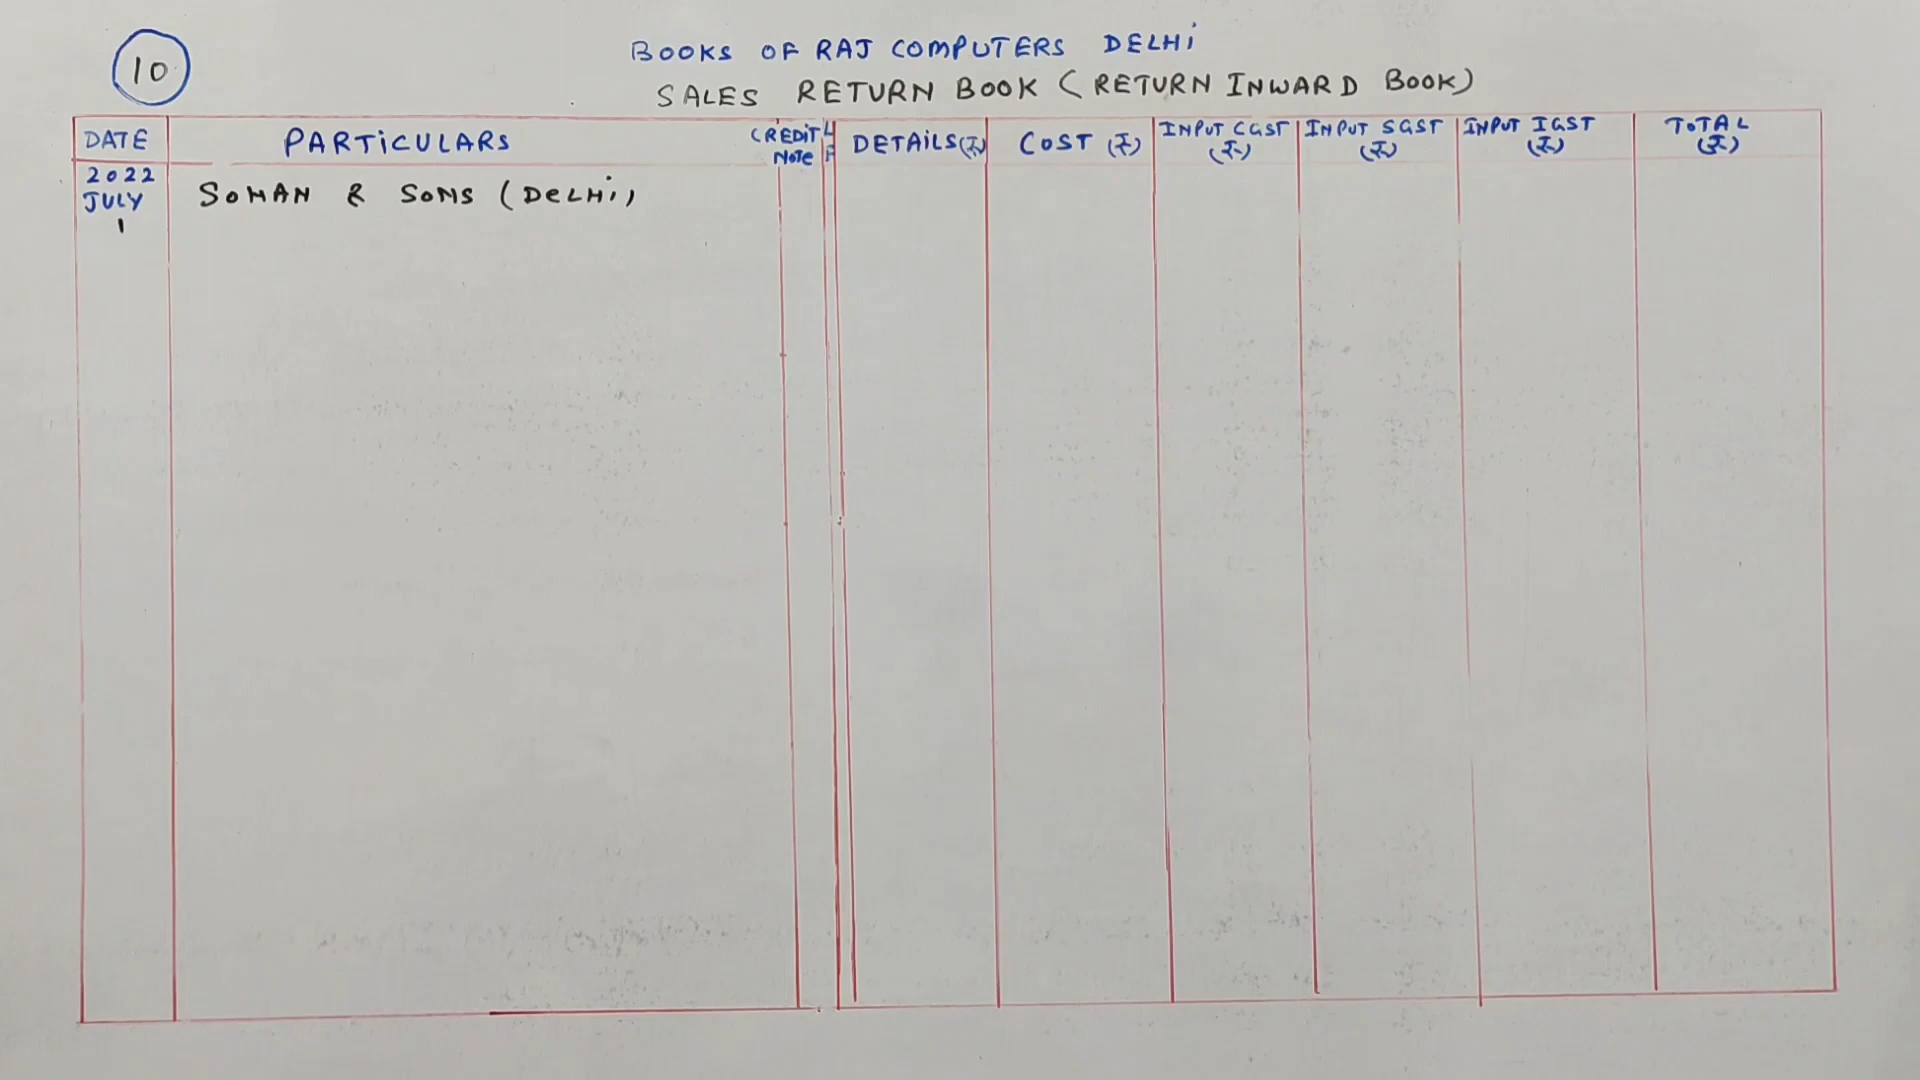 10
BOOKS OF RAJ COMPUTERS DELHI
SALES RETURN BOOK (RETURN INWARD BOOK)
DATE PARTICULARS CREDIT NOTE LF DETAILS(₹) COST (₹) INPUT CGST (₹) INPUT SGST (₹) INPUT IGST (₹) TOTAL (₹)
2022
JULY
1
SOHAN & SONS (DELHI)